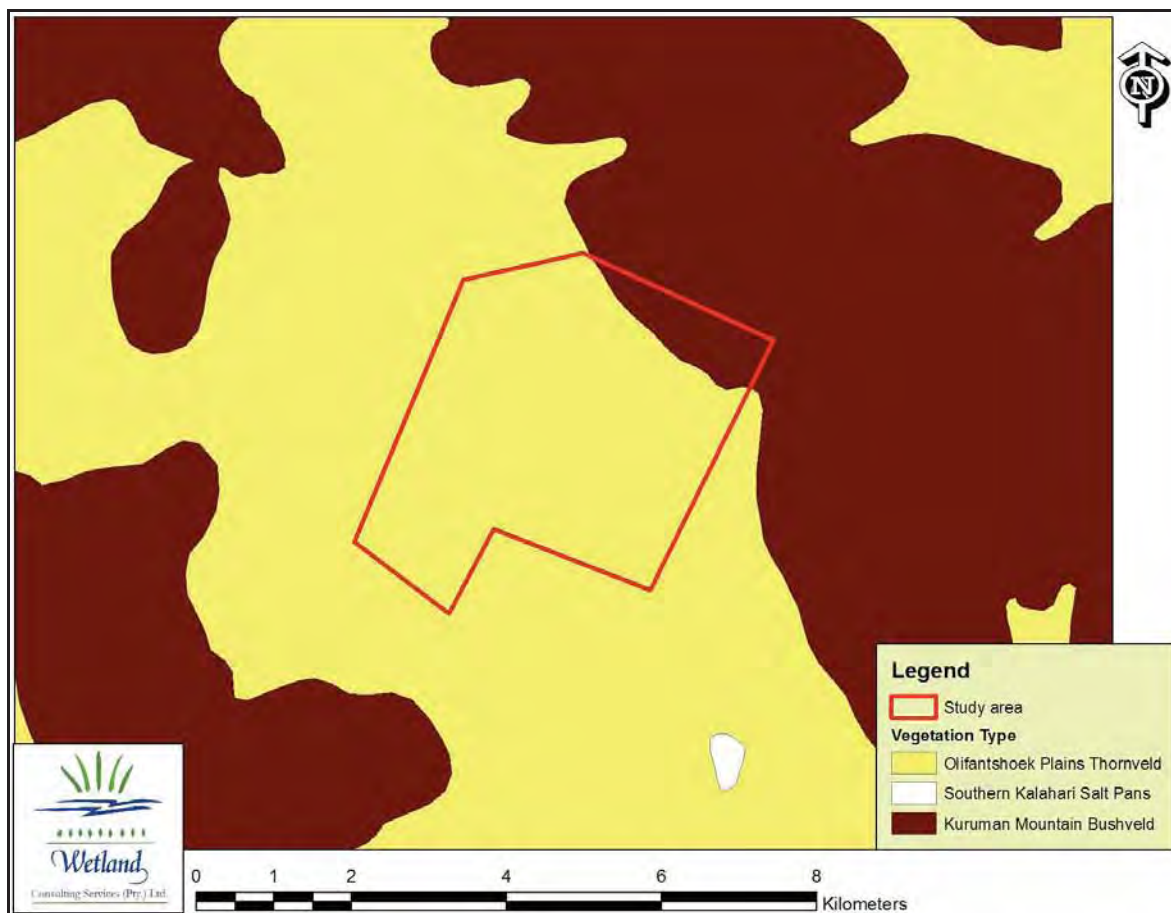 N
Legend
Study area
Vegetation Type
Olifantshoek Plains Thornveld
Southern Kalahari Salt Pans
Kuruman Mountain Bushveld
Wetland
Consulting Services (Pty.) Ltd.
0 1 2 4 6 8
Kilometers